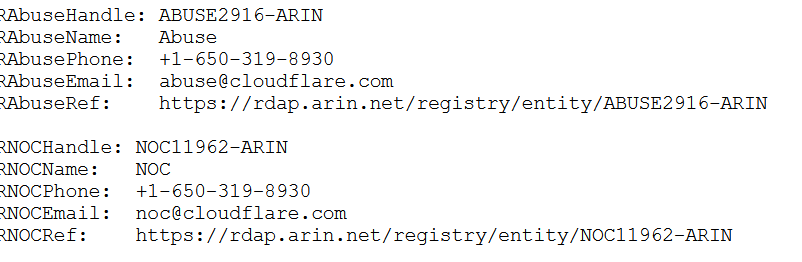 RAbuseHandle: ABUSE2916-ARIN
RAbuseName:   Abuse
RAbusePhone:  +1-650-319-8930
RAbuseEmail:  abuse@cloudflare.com
RAbuseRef:    https://rdap.arin.net/registry/entity/ABUSE2916-ARIN

RNOCHandle: NOC11962-ARIN
RNOCName:   NOC
RNOCPhone:  +1-650-319-8930
RNOCEmail:  noc@cloudflare.com
RNOCRef:    https://rdap.arin.net/registry/entity/NOC11962-ARIN